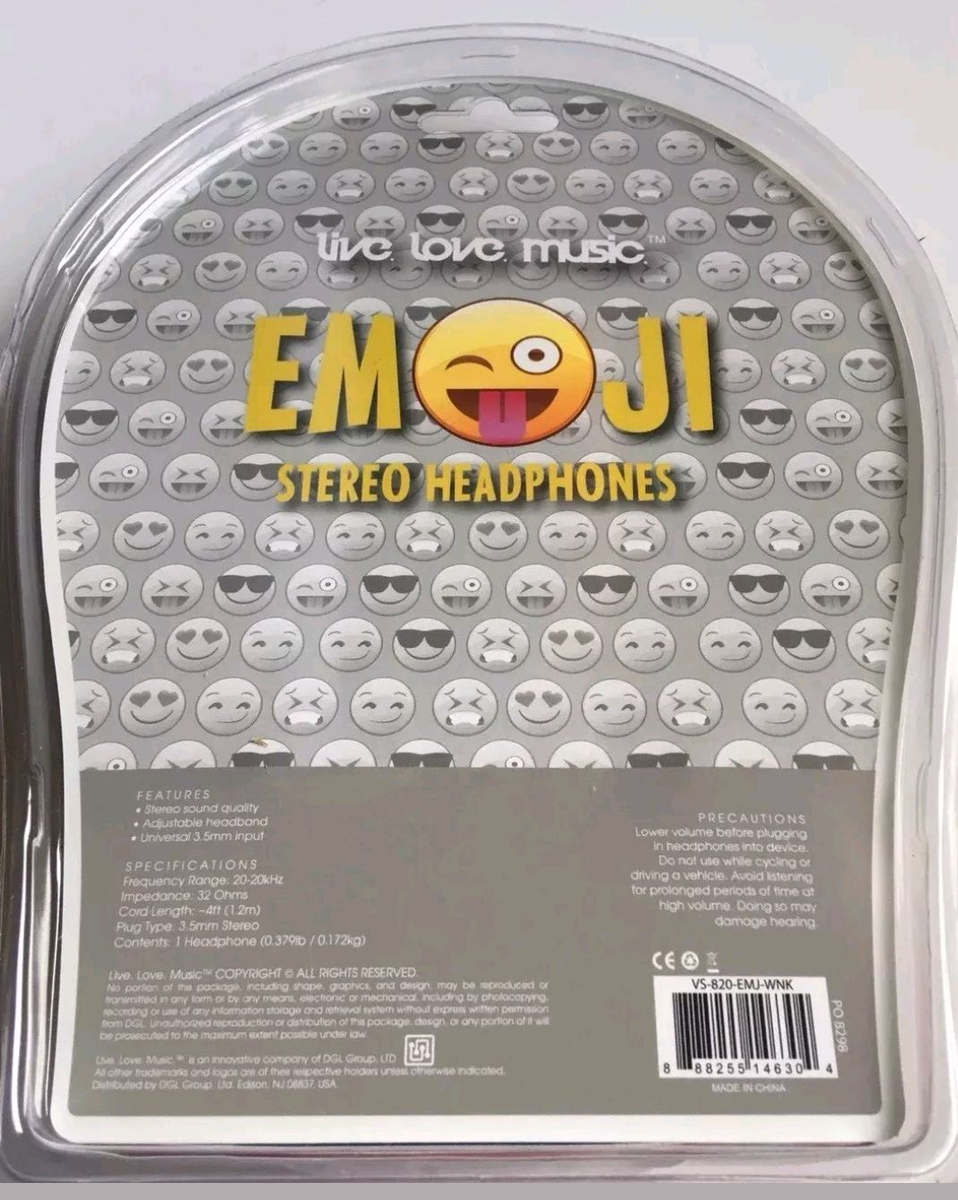 live. love. music.™
EM JI
STEREO HEADPHONES
FEATURES
• Stereo sound quality
• Adjustable headband
• Universal 3.5mm input
SPECIFICATIONS
Frequency Range: 20-20kHz
Impedance: 32 Ohms
Cord Length: ~4ft (1.2m)
Plug Type: 3.5mm Stereo
Contents: 1 Headphone (0.379lb / 0.172kg)
PRECAUTIONS
Lower volume before plugging
in headphones into device.
Do not use while cycling or
driving a vehicle. Avoid listening
for prolonged periods of time at
high volume. Doing so may
damage hearing.
Live. Love. Music™ COPYRIGHT © ALL RIGHTS RESERVED.
No portion of this package, including shape, graphics, and design, may be reproduced or
transmitted in any form or by any means, electronic or mechanical, including by photocopying,
recording or use of any information storage and retrieval system without express written permission
from DGL. Unauthorized reproduction or distribution of this package, design, or any portion of it will
be prosecuted to the maximum extent possible under law.
Live. Love. Music.™ is an innovative company of DGL Group, LTD
All other trademarks and logos are of their respective holders unless otherwise indicated.
Distributed by DGL Group, Ltd. Edison, NJ 08837, USA.
CE
VS-820-EMJ-WNK
8 88255 14630 4
PO 8298
MADE IN CHINA